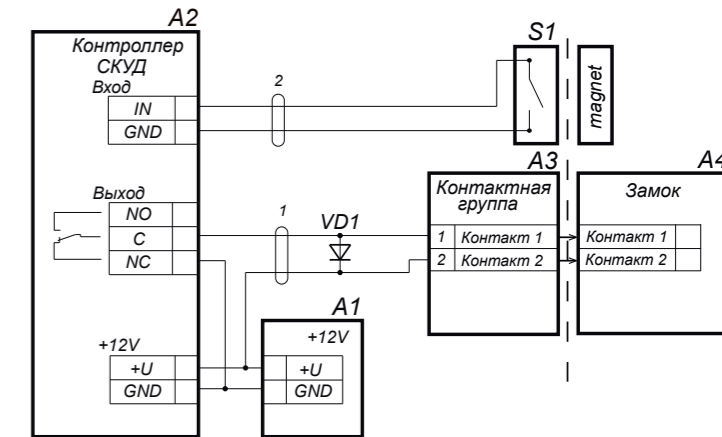 A2
Контроллер
СКУД
Вход
IN
GND
2
S1
magnet
Выход
NO
C
NC
1
VD1
A3
Контактная
группа
1 Контакт 1
2 Контакт 2
A4
Замок
Контакт 1
Контакт 2
+12V
+U
GND
A1
+12V
+U
GND